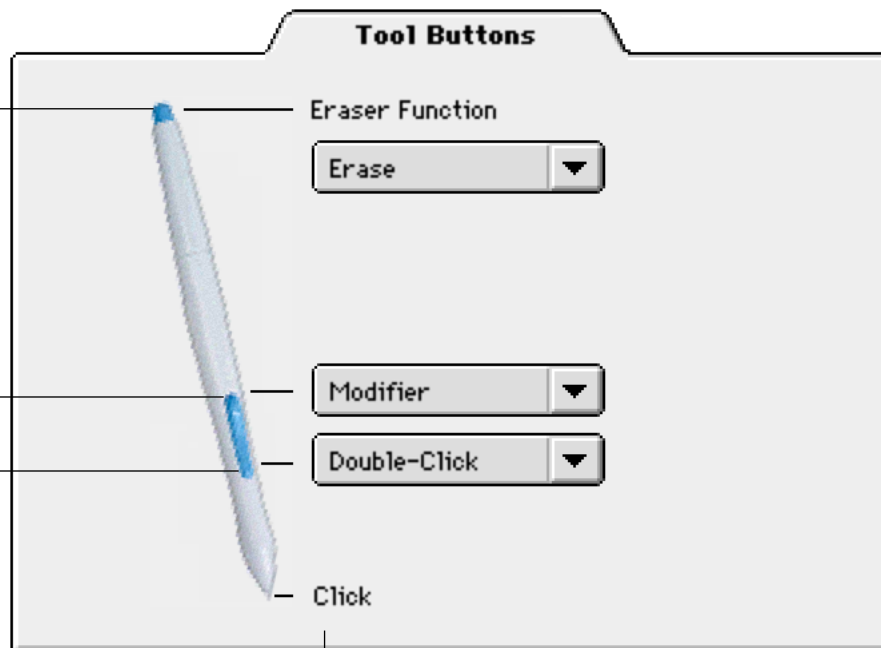 Tool Buttons
Eraser Function
Erase
Modifier
Double-Click
Click